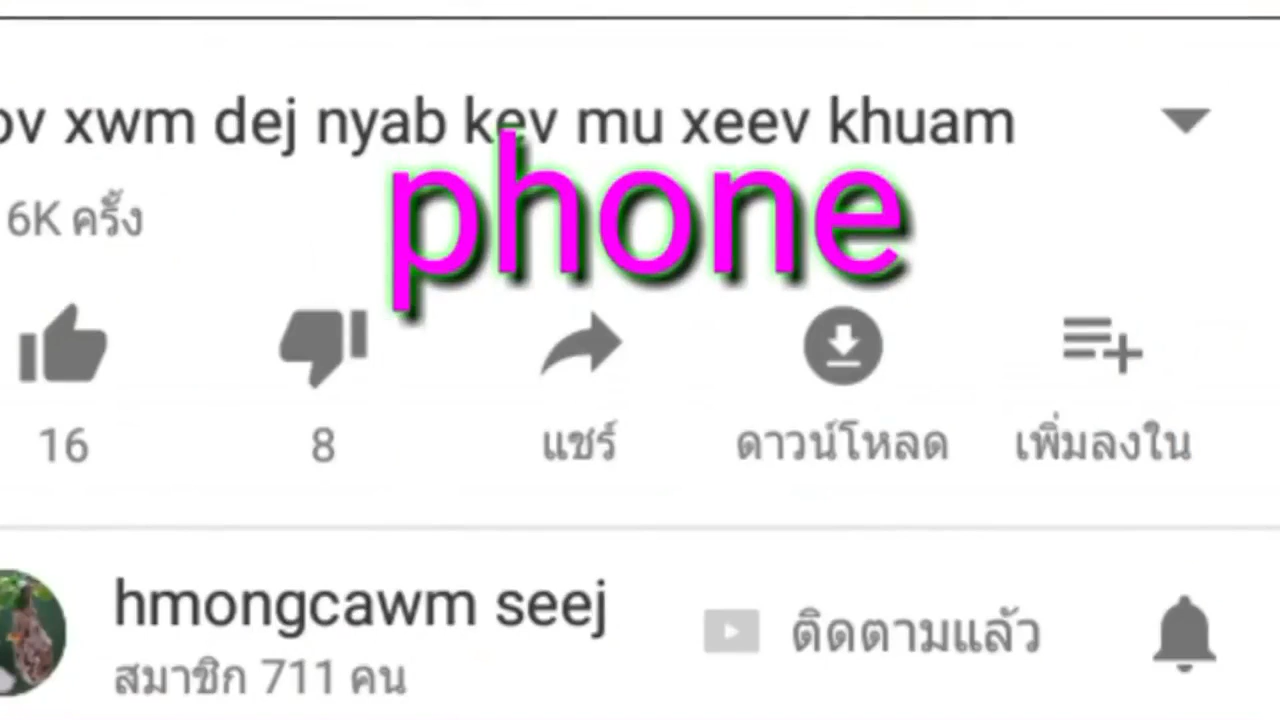 xwm dej nyab kev mu xeev khuam
phone
6K ครั้ง
16
8
แชร์
ดาวน์โหลด
เพิ่มลงใน
hmongcawm seej
ติดตามแล้ว
สมาชิก 711 คน